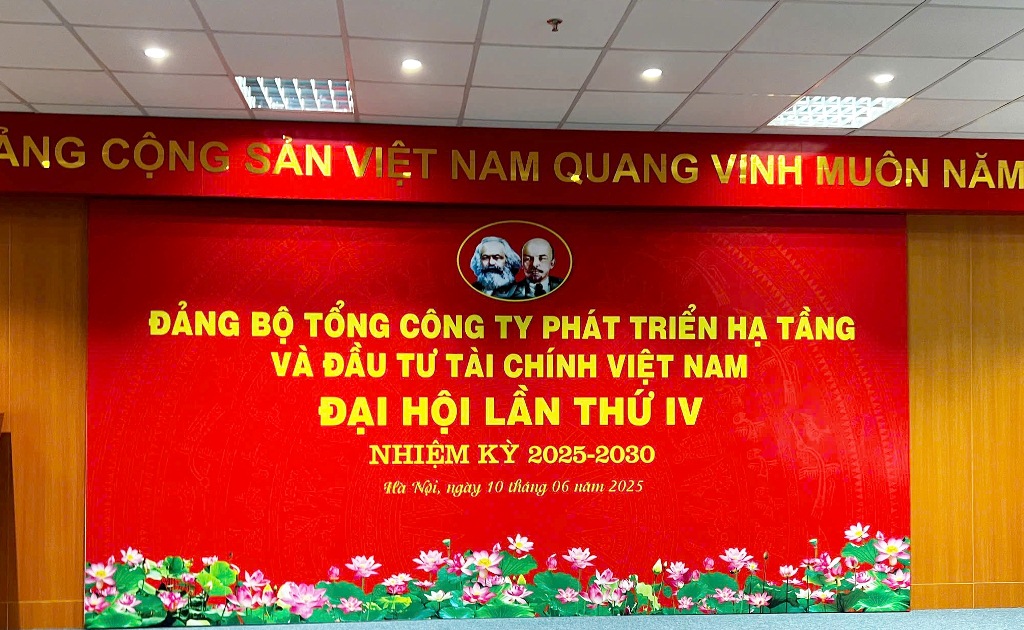 ẢNG CỘNG SẢN VIỆT NAM QUANG VINH MUÔN NĂM
ĐẢNG BỘ TỔNG CÔNG TY PHÁT TRIỂN HẠ TẦNG
VÀ ĐẦU TƯ TÀI CHÍNH VIỆT NAM
ĐẠI HỘI LẦN THỨ IV
NHIỆM KỲ 2025-2030
Hà Nội, ngày 10 tháng 06 năm 2025